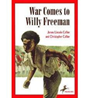 War Comes to
Willy Freeman
James Lincoln Collier
and Christopher Collier